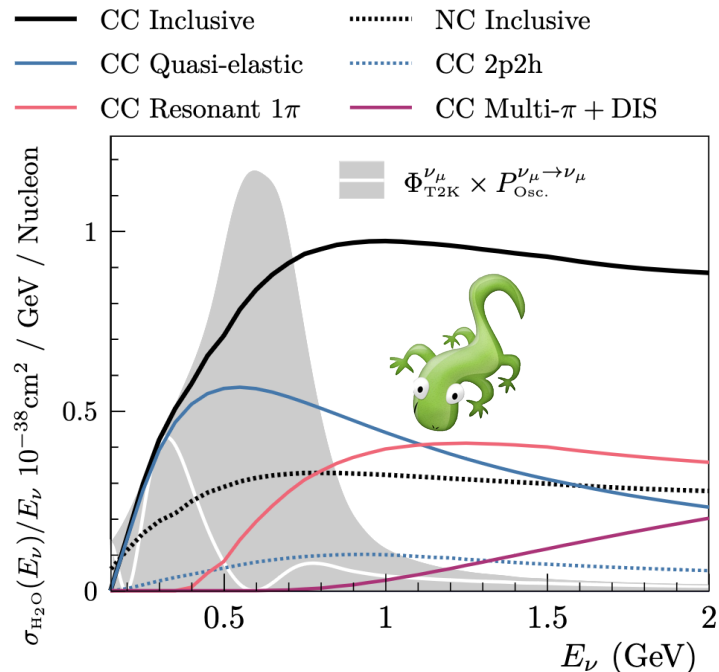 CC Inclusive
NC Inclusive
CC Quasi-elastic
CC 2p2h
CC Resonant 1π
CC Multi-π + DIS
Φ^{ν_μ}_{T2K} × P^{ν_μ→ν_μ}_{Osc.}
σ_{H₂O}(E_ν)/E_ν 10^{−38}cm² / GeV / Nucleon
1
0.5
0
0.5
1
1.5
2
E_ν (GeV)